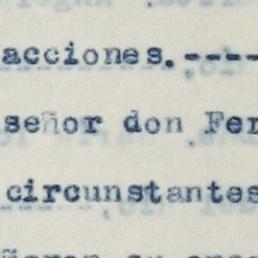 acciones.----
señor don Fer
circunstantes